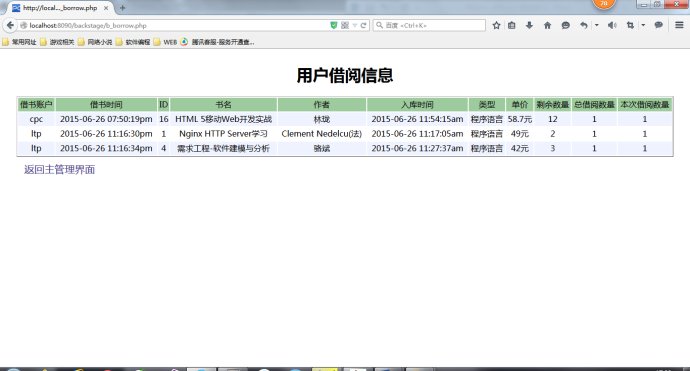 http://local..._borrow.php
localhost:8090/backstage/b_borrow.php
百度 <Ctrl+K>
常用网址 游戏相关 网络小说 软件编程 WEB 腾讯客服-服务开通查...
用户借阅信息
借书账户 借书时间 ID 书名 作者 入库时间 类型 单价 剩余数量 总借阅数量 本次借阅数量
cpc 2015-06-26 07:50:19pm 16 HTML 5移动Web开发实战 林珑 2015-06-26 11:54:15am 程序语言 58.7元 12 1 1
ltp 2015-06-26 11:16:30pm 1 Nginx HTTP Server学习 Clement Nedelcu(法) 2015-06-26 11:17:05am 程序语言 49元 2 1 1
ltp 2015-06-26 11:16:34pm 4 需求工程-软件建模与分析 骆斌 2015-06-26 11:27:37am 程序语言 42元 3 1 1
返回主管理界面